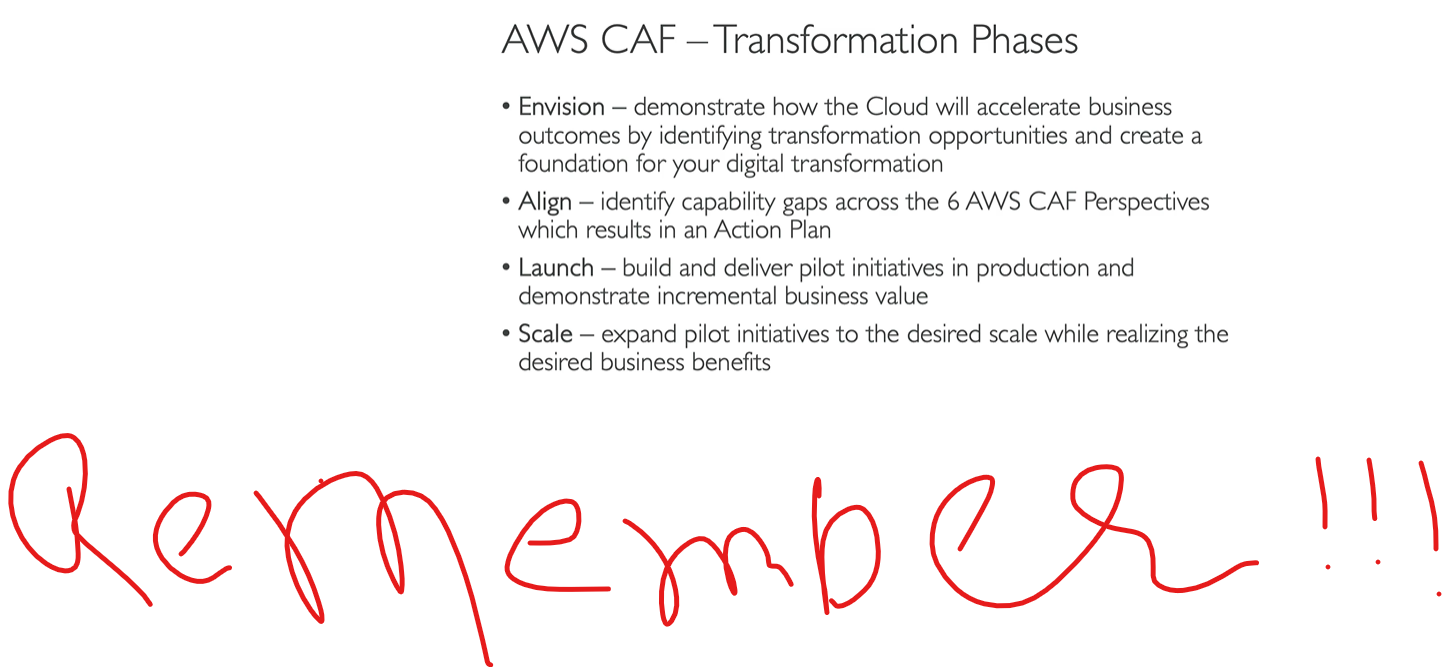 AWS CAF – Transformation Phases
• Envision – demonstrate how the Cloud will accelerate business
outcomes by identifying transformation opportunities and create a
foundation for your digital transformation
• Align – identify capability gaps across the 6 AWS CAF Perspectives
which results in an Action Plan
• Launch – build and deliver pilot initiatives in production and
demonstrate incremental business value
• Scale – expand pilot initiatives to the desired scale while realizing the
desired business benefits
Remember!!!